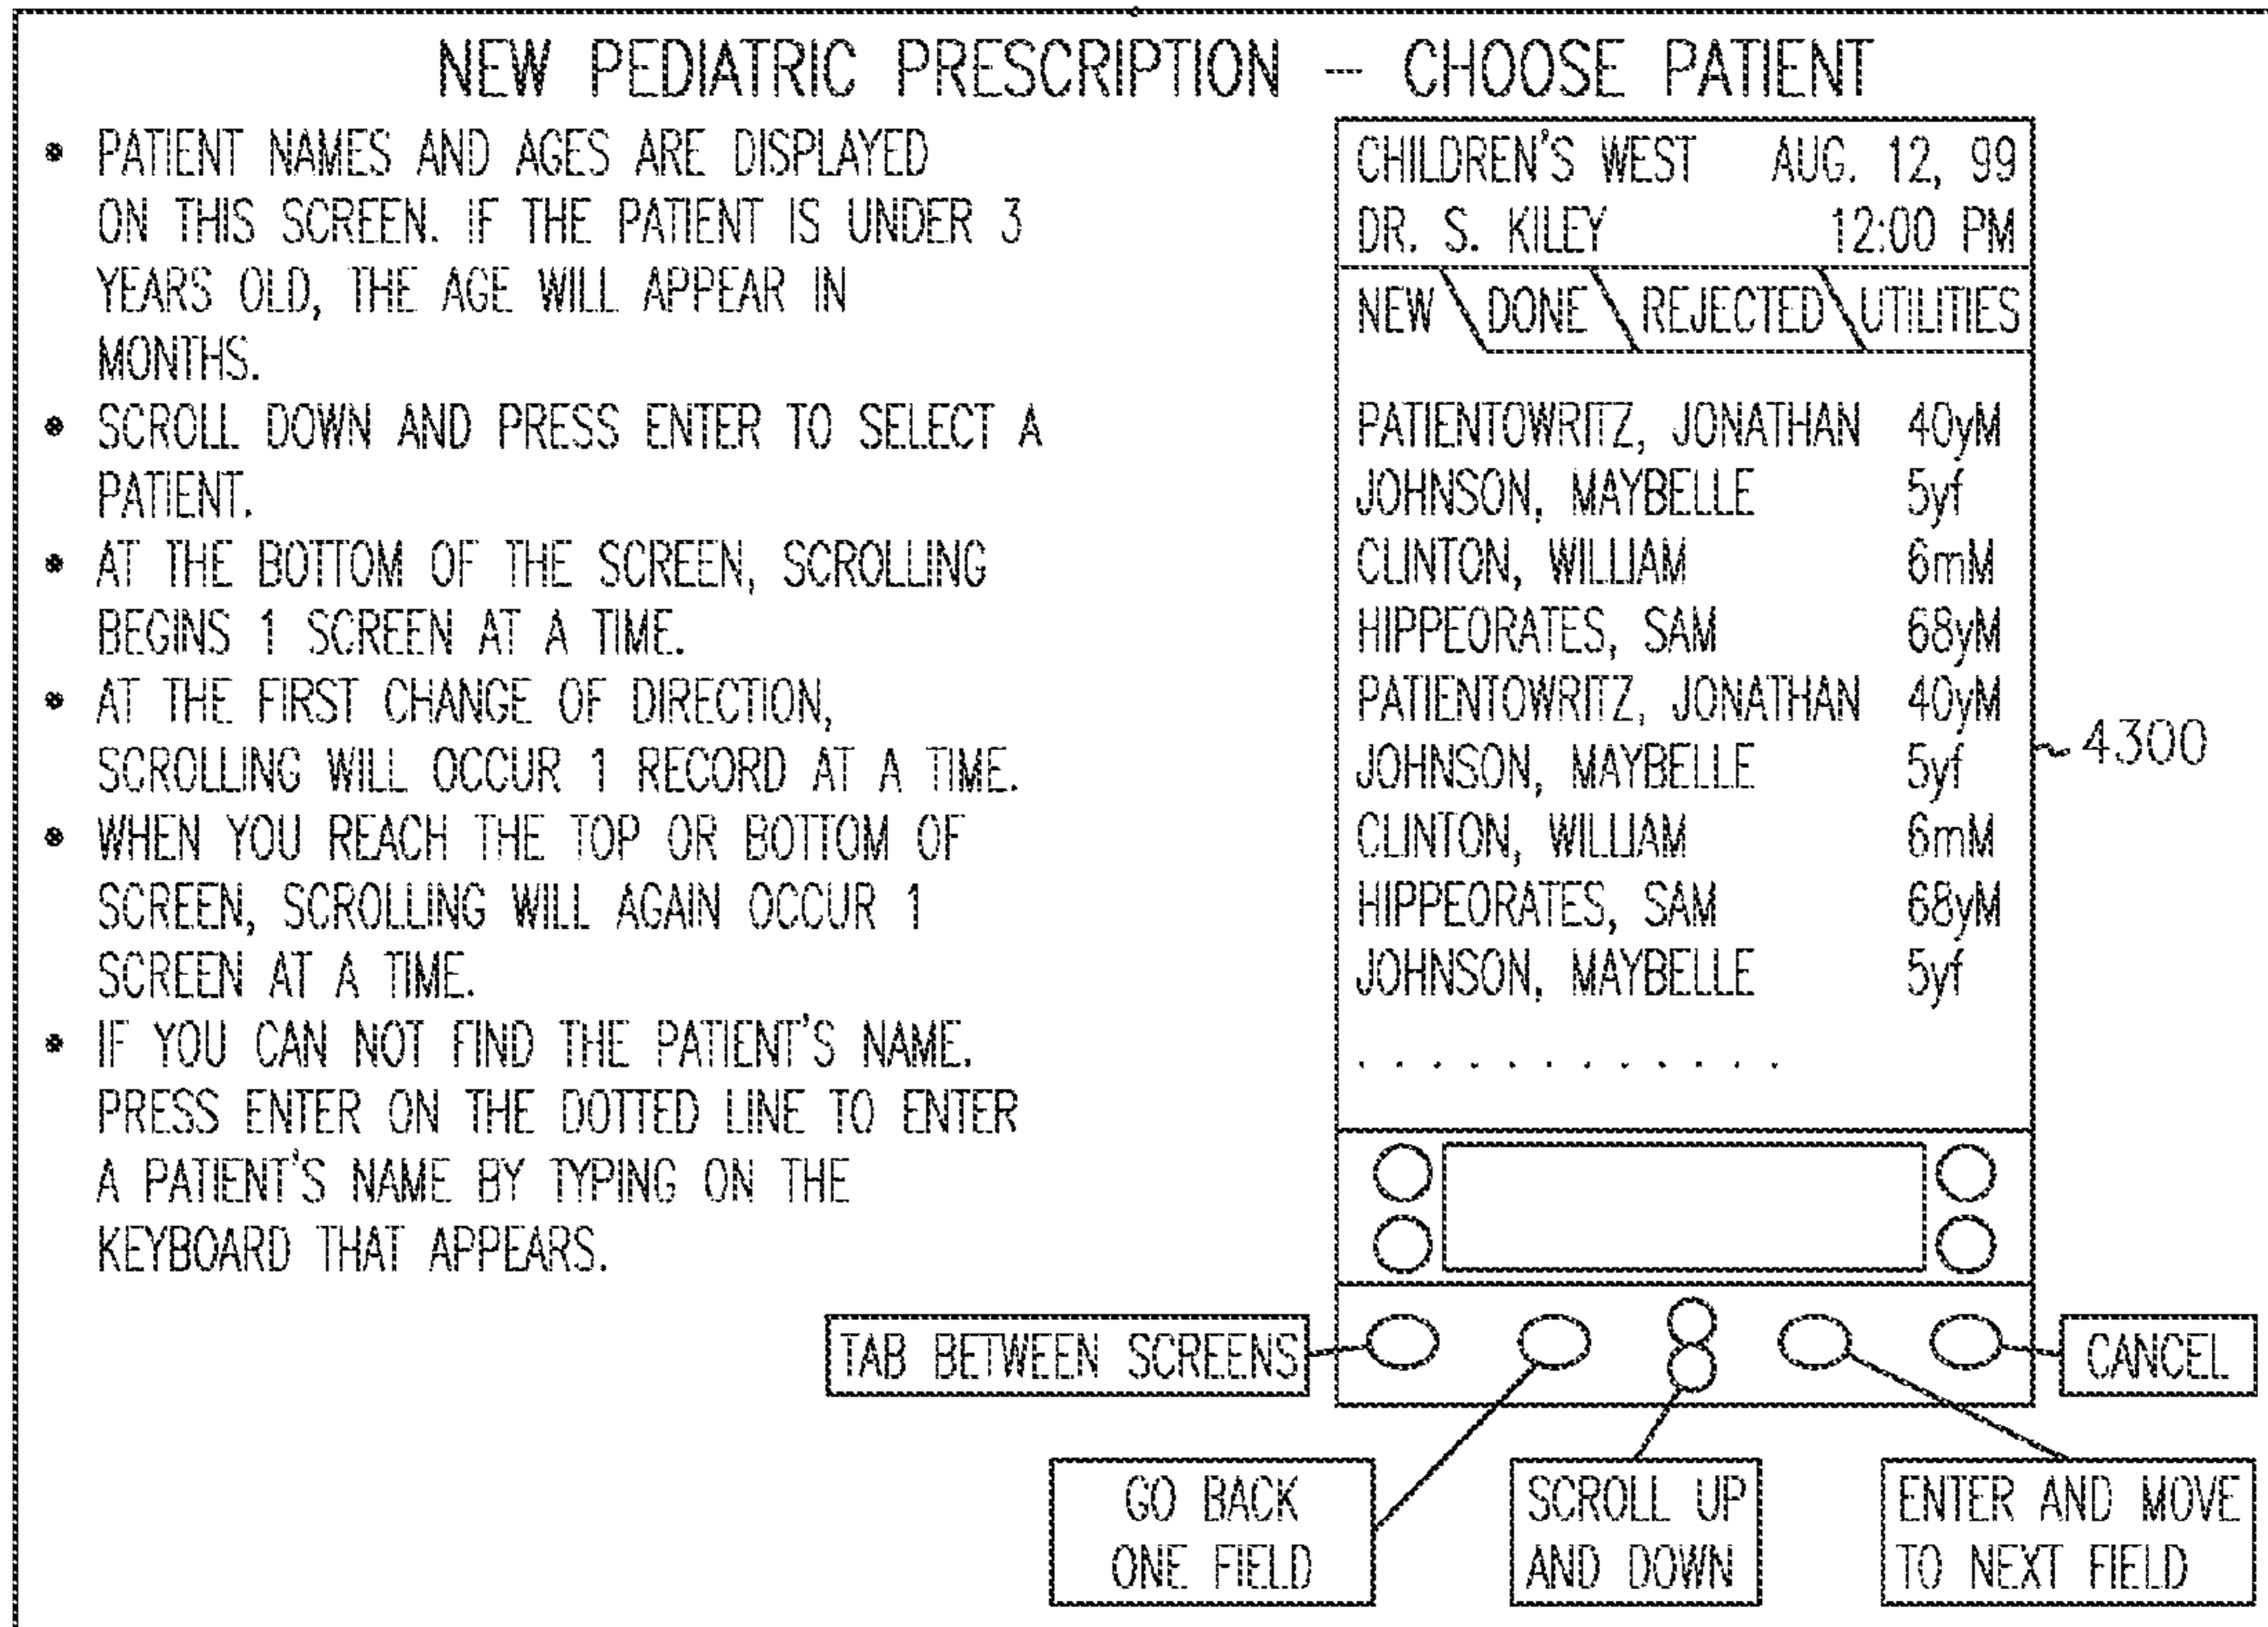 NEW PEDIATRIC PRESCRIPTION -- CHOOSE PATIENT
• PATIENT NAMES AND AGES ARE DISPLAYED
ON THIS SCREEN. IF THE PATIENT IS UNDER 3
YEARS OLD, THE AGE WILL APPEAR IN
MONTHS.
• SCROLL DOWN AND PRESS ENTER TO SELECT A
PATIENT.
• AT THE BOTTOM OF THE SCREEN, SCROLLING
BEGINS 1 SCREEN AT A TIME.
• AT THE FIRST CHANGE OF DIRECTION,
SCROLLING WILL OCCUR 1 RECORD AT A TIME.
• WHEN YOU REACH THE TOP OR BOTTOM OF
SCREEN, SCROLLING WILL AGAIN OCCUR 1
SCREEN AT A TIME.
• IF YOU CAN NOT FIND THE PATIENT'S NAME.
PRESS ENTER ON THE DOTTED LINE TO ENTER
A PATIENT'S NAME BY TYPING ON THE
KEYBOARD THAT APPEARS.
CHILDREN'S WEST AUG. 12, 99
DR. S. KILEY 12:00 PM
NEW DONE REJECTED UTILITIES
PATIENTOWRITZ, JONATHAN 40yM
JOHNSON, MAYBELLE 5yf
CLINTON, WILLIAM 6mM
HIPPEORATES, SAM 68yM
PATIENTOWRITZ, JONATHAN 40yM
JOHNSON, MAYBELLE 5yf
CLINTON, WILLIAM 6mM
HIPPEORATES, SAM 68yM
JOHNSON, MAYBELLE 5yf
. . . . . . . . . . . .
4300
TAB BETWEEN SCREENS
CANCEL
GO BACK
ONE FIELD
SCROLL UP
AND DOWN
ENTER AND MOVE
TO NEXT FIELD